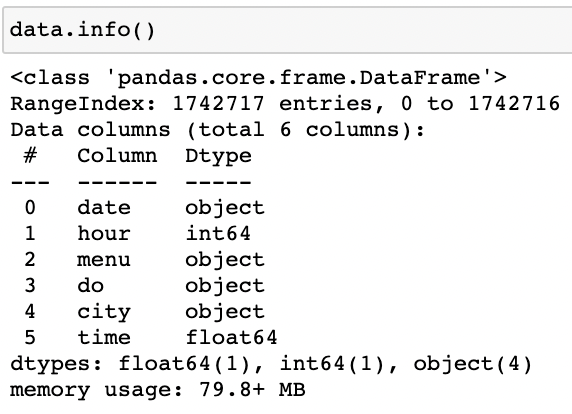 data.info()
<class 'pandas.core.frame.DataFrame'>
RangeIndex: 1742717 entries, 0 to 1742716
Data columns (total 6 columns):
 #   Column  Dtype
---  ------  -----
 0   date    object
 1   hour    int64
 2   menu    object
 3   do      object
 4   city    object
 5   time    float64
dtypes: float64(1), int64(1), object(4)
memory usage: 79.8+ MB